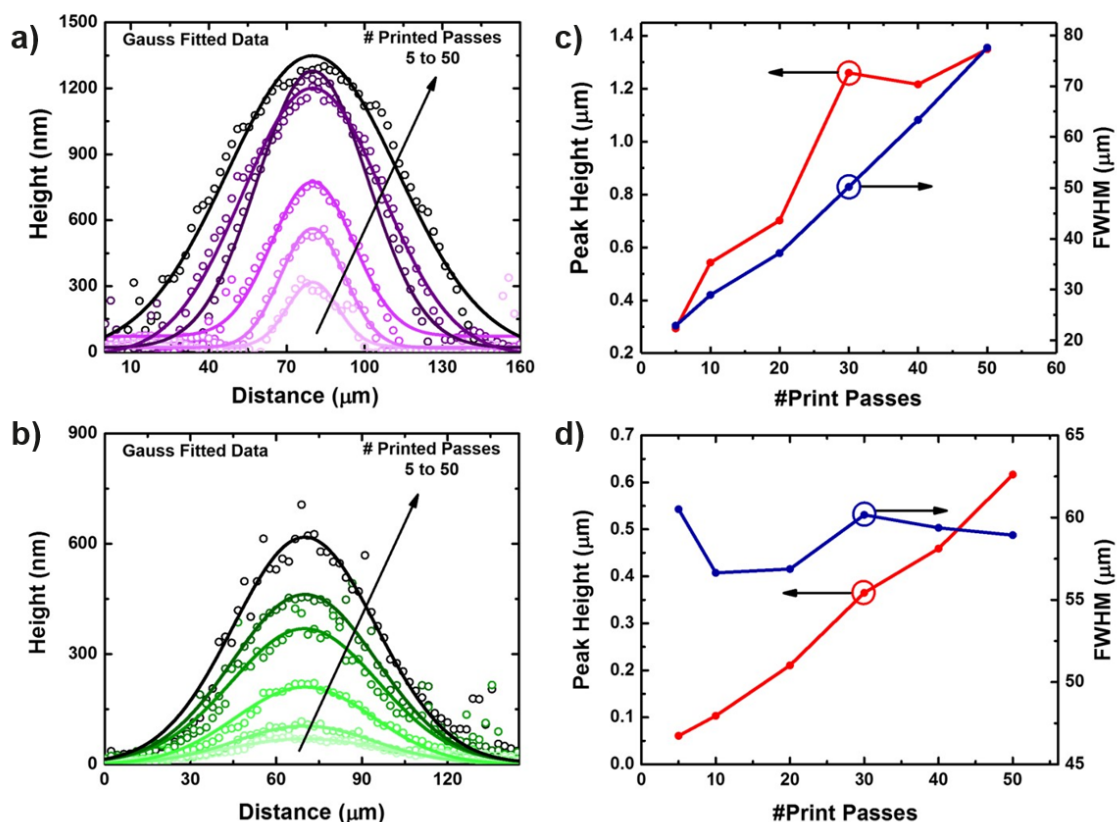 a)
Gauss Fitted Data
# Printed Passes
5 to 50
Height (nm)
1500
1200
900
600
300
0
10 40 70 100 130 160
Distance (μm)
c)
Peak Height (μm)
1.4
1.2
1.0
0.8
0.6
0.4
0.2
80
70
60
50
40
30
20
FWHM (μm)
0 10 20 30 40 50 60
#Print Passes
b)
Gauss Fitted Data
# Printed Passes
5 to 50
Height (nm)
900
600
300
0
0 30 60 90 120
Distance (μm)
d)
Peak Height (μm)
0.7
0.6
0.5
0.4
0.3
0.2
0.1
0.0
65
60
55
50
45
FWHM (μm)
0 10 20 30 40 50
#Print Passes